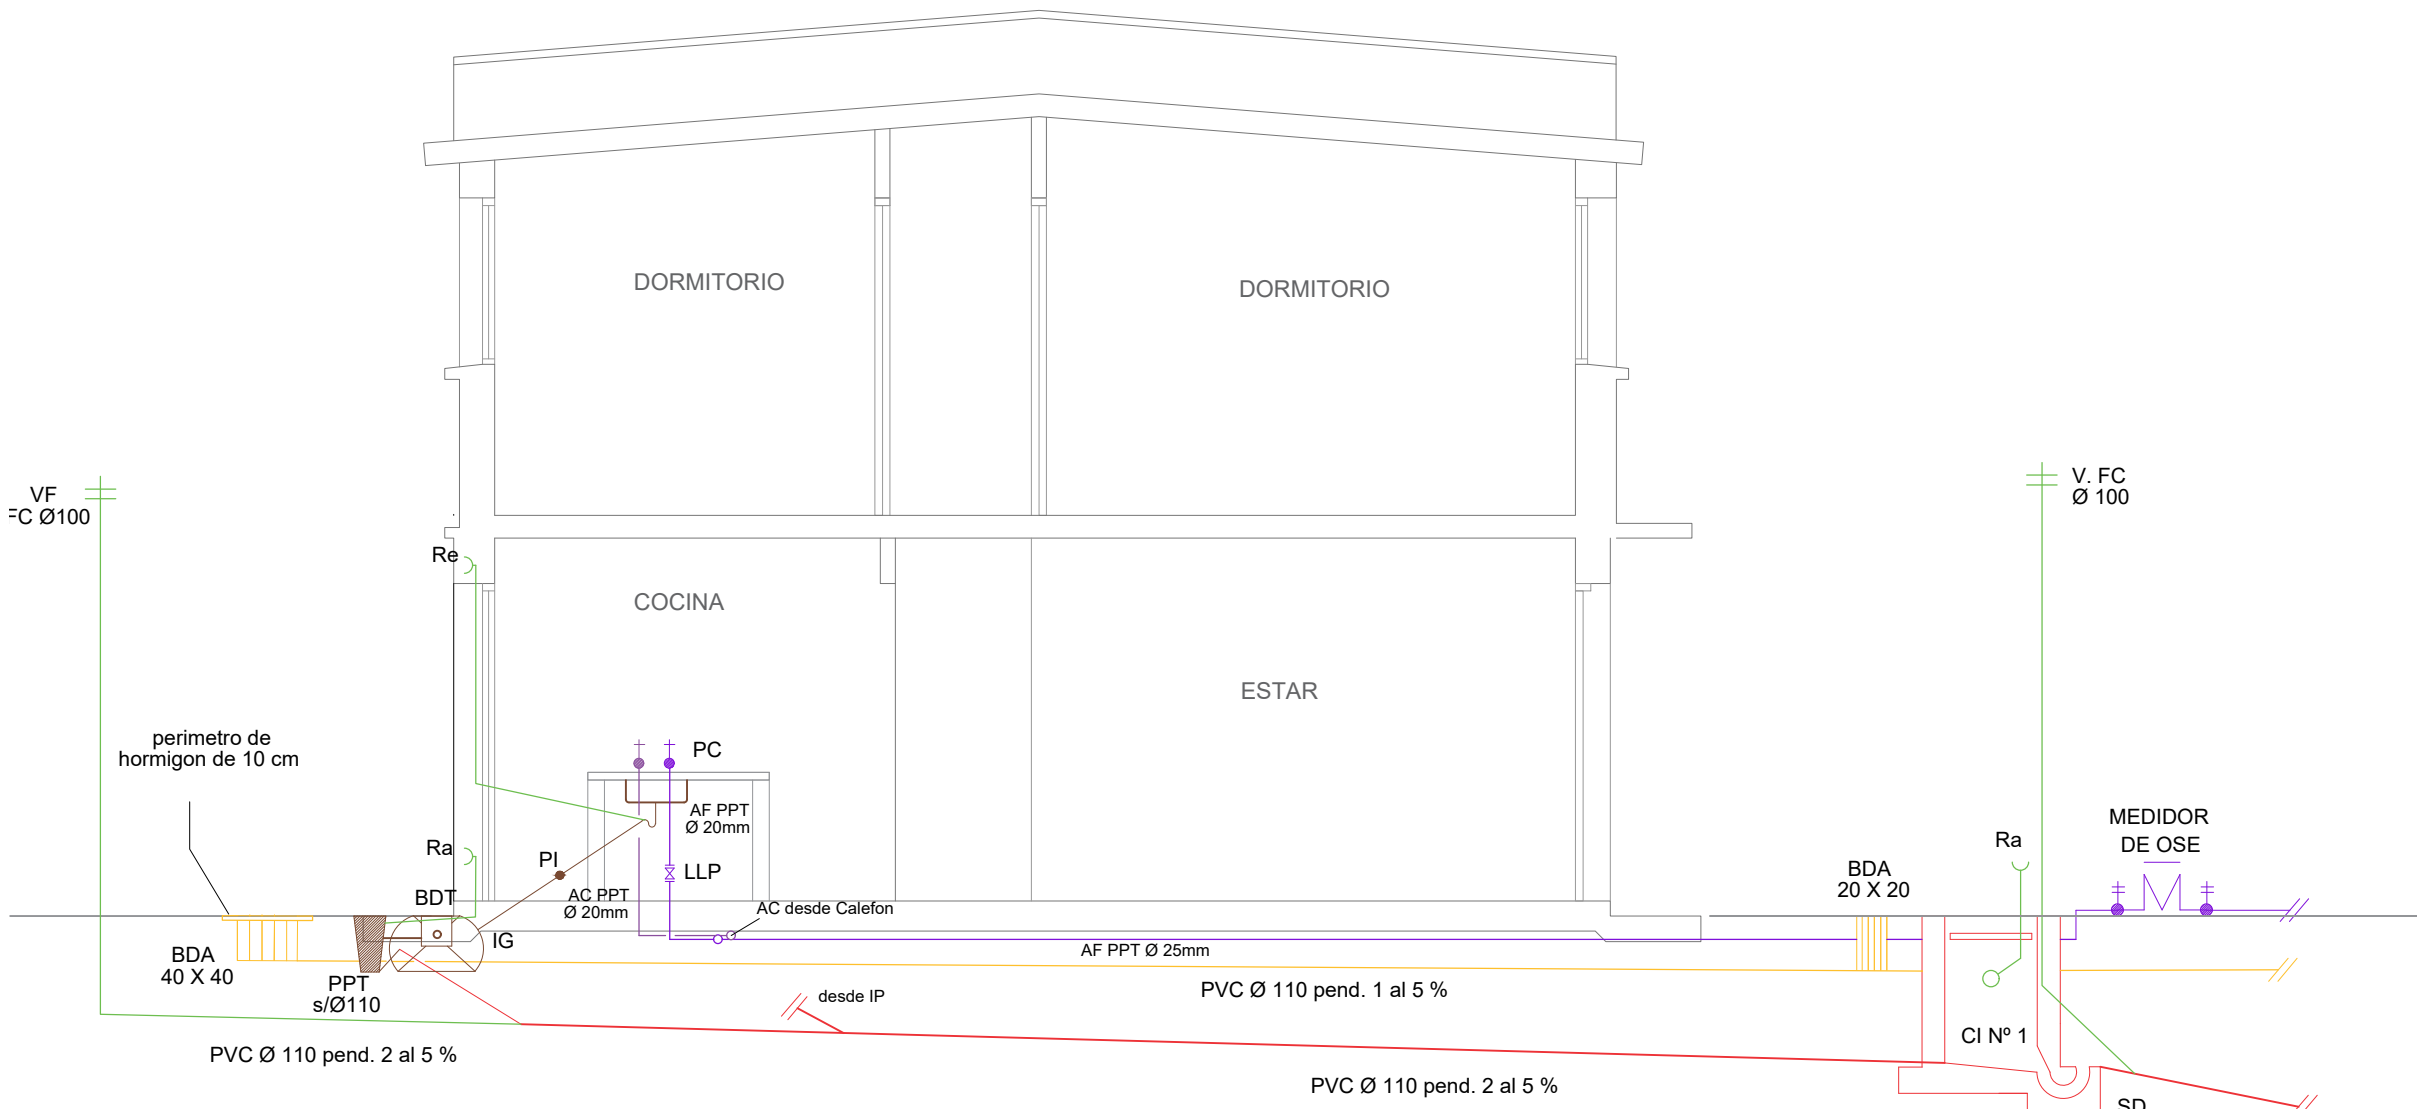 DORMITORIO
DORMITORIO
VF
FC Ø100
V. FC
Ø 100
Re
COCINA
ESTAR
perimetro de
hormigon de 10 cm
PC
AF PPT
Ø 20mm
MEDIDOR
DE OSE
Ra
Ra
PI
LLP
BDA
20 X 20
BDT
AC PPT
Ø 20mm
AC desde Calefon
IG
AF PPT Ø 25mm
BDA
40 X 40
PPT
s/Ø110
desde IP
PVC Ø 110 pend. 1 al 5 %
CI Nº 1
PVC Ø 110 pend. 2 al 5 %
PVC Ø 110 pend. 2 al 5 %
SD